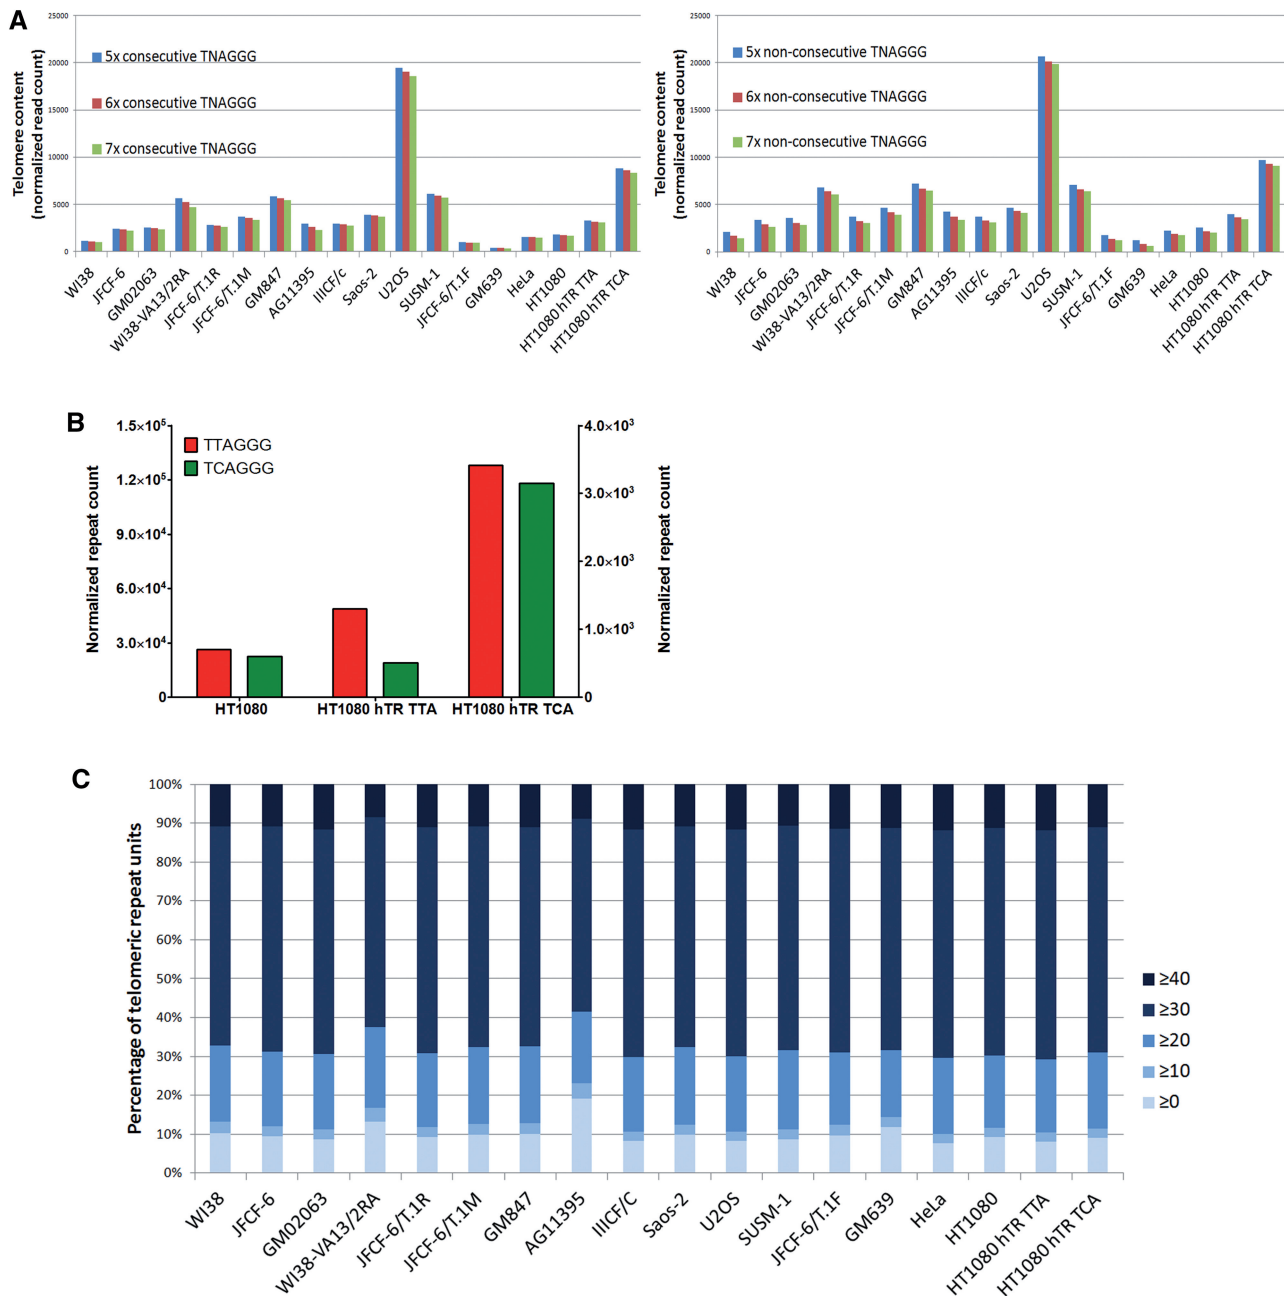 A
Telomere content
(normalized read count)
25000
20000
15000
10000
5000
0
5x consecutive TNAGGG
6x consecutive TNAGGG
7x consecutive TNAGGG
WI38
JFCF-6
GM02063
WI38-VA13/2RA
JFCF-6/T.1R
JFCF-6/T.1M
GM847
AG11395
IIICF/c
Saos-2
U2OS
SUSM-1
JFCF-6/T.1F
GM639
HeLa
HT1080
HT1080 hTR TTA
HT1080 hTR TCA
Telomere content
(normalized read count)
25000
20000
15000
10000
5000
0
5x non-consecutive TNAGGG
6x non-consecutive TNAGGG
7x non-consecutive TNAGGG
WI38
JFCF-6
GM02063
WI38-VA13/2RA
JFCF-6/T.1R
JFCF-6/T.1M
GM847
AG11395
IIICF/c
Saos-2
U2OS
SUSM-1
JFCF-6/T.1F
GM639
HeLa
HT1080
HT1080 hTR TTA
HT1080 hTR TCA
B
Normalized repeat count
1.5×10⁵
1.2×10⁵
9.0×10⁴
6.0×10⁴
3.0×10⁴
0
TTAGGG
TCAGGG
4.0×10³
3.0×10³
2.0×10³
1.0×10³
0
Normalized repeat count
HT1080
HT1080 hTR TTA
HT1080 hTR TCA
C
Percentage of telomeric repeat units
100%
90%
80%
70%
60%
50%
40%
30%
20%
10%
0%
≥40
≥30
≥20
≥10
≥0
WI38
JFCF-6
GM02063
WI38-VA13/2RA
JFCF-6/T.1R
JFCF-6/T.1M
GM847
AG11395
IIICF/C
Saos-2
U2OS
SUSM-1
JFCF-6/T.1F
GM639
HeLa
HT1080
HT1080 hTR TTA
HT1080 hTR TCA